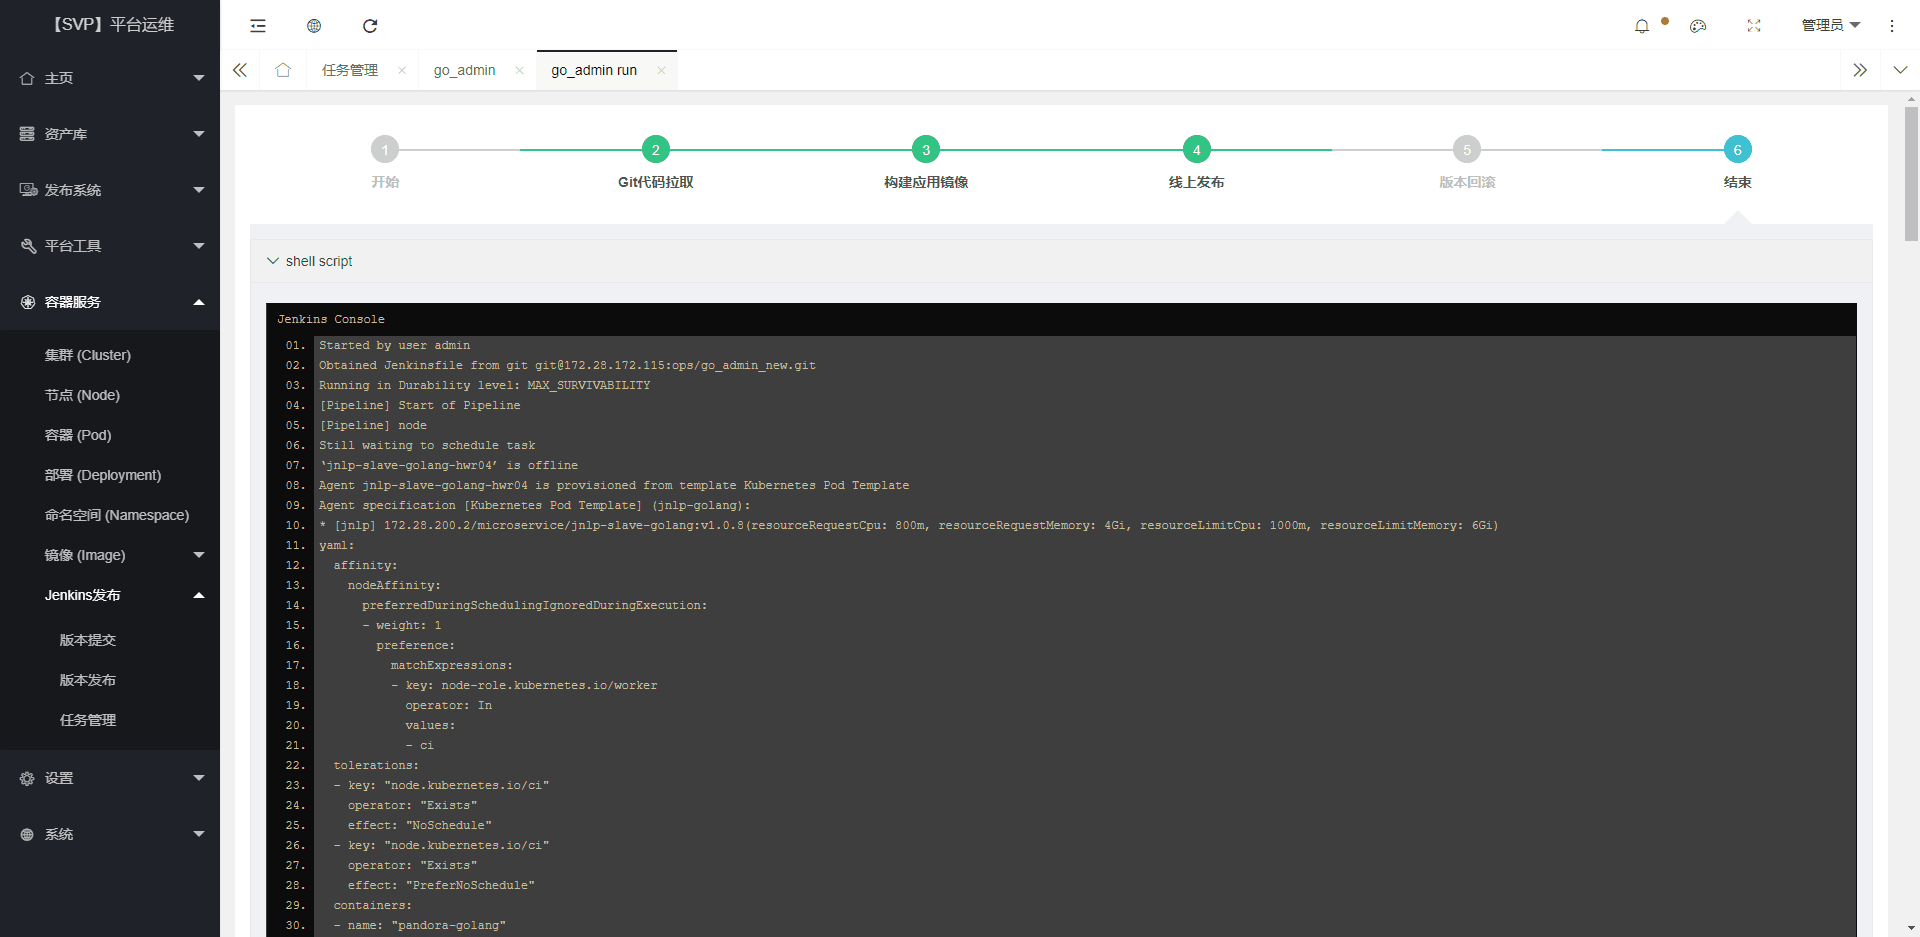 【SVP】平台运维
主页
资产库
发布系统
平台工具
容器服务
集群 (Cluster)
节点 (Node)
容器 (Pod)
部署 (Deployment)
命名空间 (Namespace)
镜像 (Image)
Jenkins发布
版本提交
版本发布
任务管理
设置
系统
管理员
任务管理
go_admin
go_admin run
1
2
3
4
5
6
开始
Git代码拉取
构建应用镜像
线上发布
版本回滚
结束
shell script
Jenkins Console
01. Started by user admin
02. Obtained Jenkinsfile from git git@172.28.172.115:ops/go_admin_new.git
03. Running in Durability level: MAX_SURVIVABILITY
04. [Pipeline] Start of Pipeline
05. [Pipeline] node
06. Still waiting to schedule task
07. ‘jnlp-slave-golang-hwr04’ is offline
08. Agent jnlp-slave-golang-hwr04 is provisioned from template Kubernetes Pod Template
09. Agent specification [Kubernetes Pod Template] (jnlp-golang):
10. * [jnlp] 172.28.200.2/microservice/jnlp-slave-golang:v1.0.8(resourceRequestCpu: 800m, resourceRequestMemory: 4Gi, resourceLimitCpu: 1000m, resourceLimitMemory: 6Gi)
11. yaml:
12. affinity:
13. nodeAffinity:
14. preferredDuringSchedulingIgnoredDuringExecution:
15. - weight: 1
16. preference:
17. matchExpressions:
18. - key: node-role.kubernetes.io/worker
19. operator: In
20. values:
21. - ci
22. tolerations:
23. - key: "node.kubernetes.io/ci"
24. operator: "Exists"
25. effect: "NoSchedule"
26. - key: "node.kubernetes.io/ci"
27. operator: "Exists"
28. effect: "PreferNoSchedule"
29. containers:
30. - name: "pandora-golang"